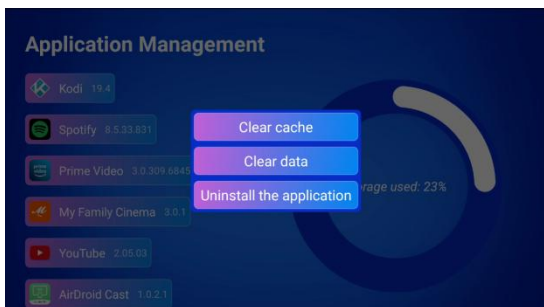 Application Management
Kodi 19.4
Spotify 8.5.33.831
Prime Video 3.0.309.6845
My Family Cinema 3.0.1
YouTube 2.05.03
AirDroid Cast 1.0.2.1
Clear cache
Clear data
Uninstall the application
used: 23%